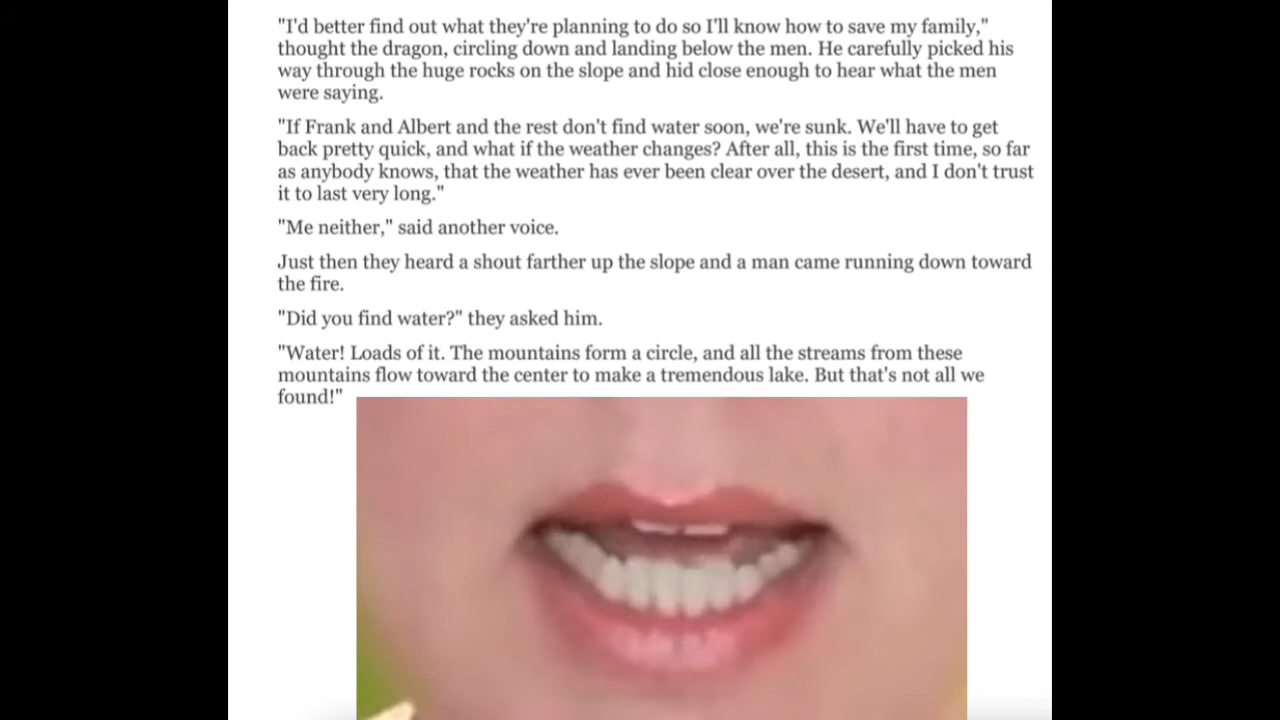 "I'd better find out what they're planning to do so I'll know how to save my family,"
thought the dragon, circling down and landing below the men. He carefully picked his
way through the huge rocks on the slope and hid close enough to hear what the men
were saying.
"If Frank and Albert and the rest don't find water soon, we're sunk. We'll have to get
back pretty quick, and what if the weather changes? After all, this is the first time, so far
as anybody knows, that the weather has ever been clear over the desert, and I don't trust
it to last very long."
"Me neither," said another voice.
Just then they heard a shout farther up the slope and a man came running down toward
the fire.
"Did you find water?" they asked him.
"Water! Loads of it. The mountains form a circle, and all the streams from these
mountains flow toward the center to make a tremendous lake. But that's not all we
found!"